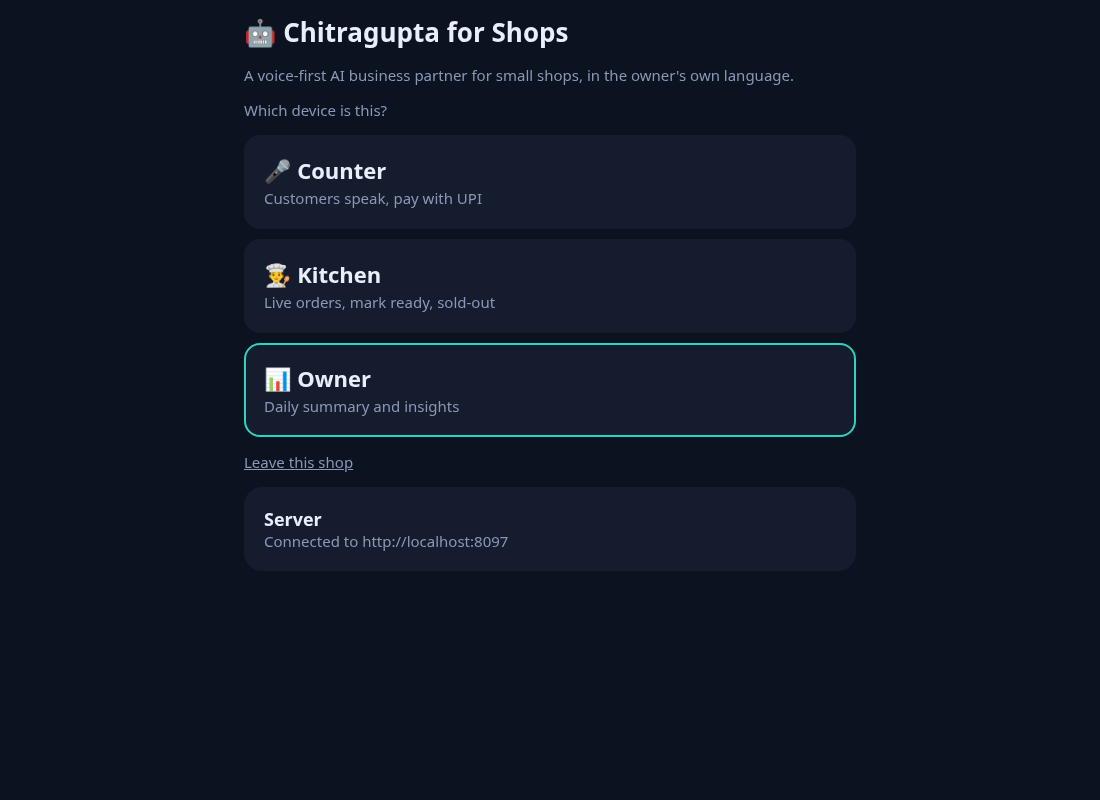 🤖 Chitragupta for Shops
A voice-first AI business partner for small shops, in the owner's own language.
Which device is this?
🎤 Counter
Customers speak, pay with UPI
🧑‍🍳 Kitchen
Live orders, mark ready, sold-out
📊 Owner
Daily summary and insights
Leave this shop
Server
Connected to http://localhost:8097